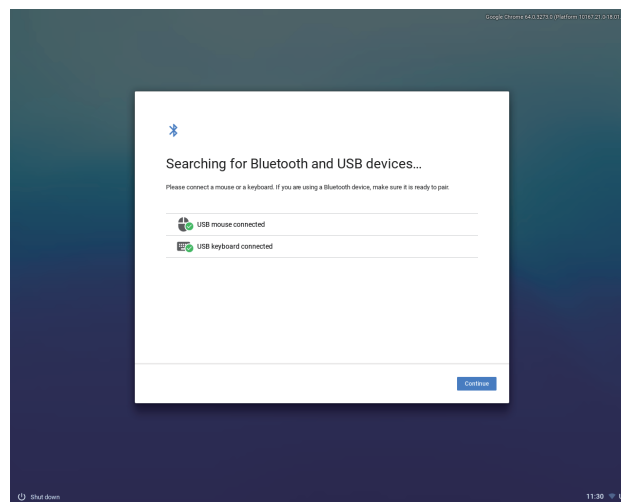 Google Chrome 64.0.3273.0 (Platform 10167.21.0/18.01
Searching for Bluetooth and USB devices...
Please connect a mouse or a keyboard. If you are using a Bluetooth device, make sure it is ready to pair.
USB mouse connected
USB keyboard connected
Continue
Shut down
11:30